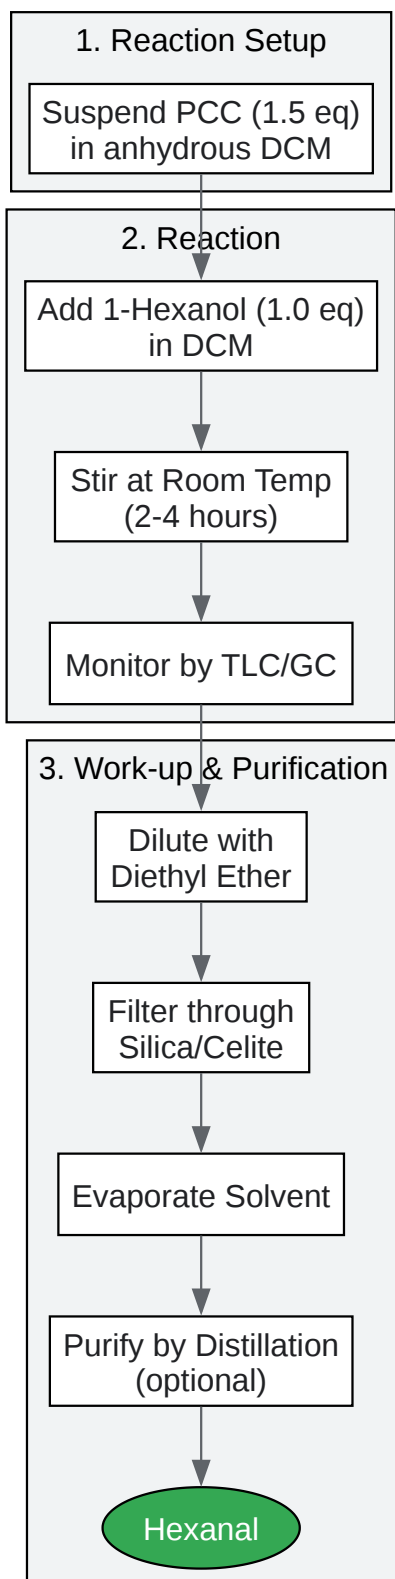 1. Reaction Setup
Suspend PCC (1.5 eq)
in anhydrous DCM
2. Reaction
Add 1-Hexanol (1.0 eq)
in DCM
Stir at Room Temp
(2-4 hours)
Monitor by TLC/GC
3. Work-up & Purification
Dilute with
Diethyl Ether
Filter through
Silica/Celite
Evaporate Solvent
Purify by Distillation
(optional)
Hexanal